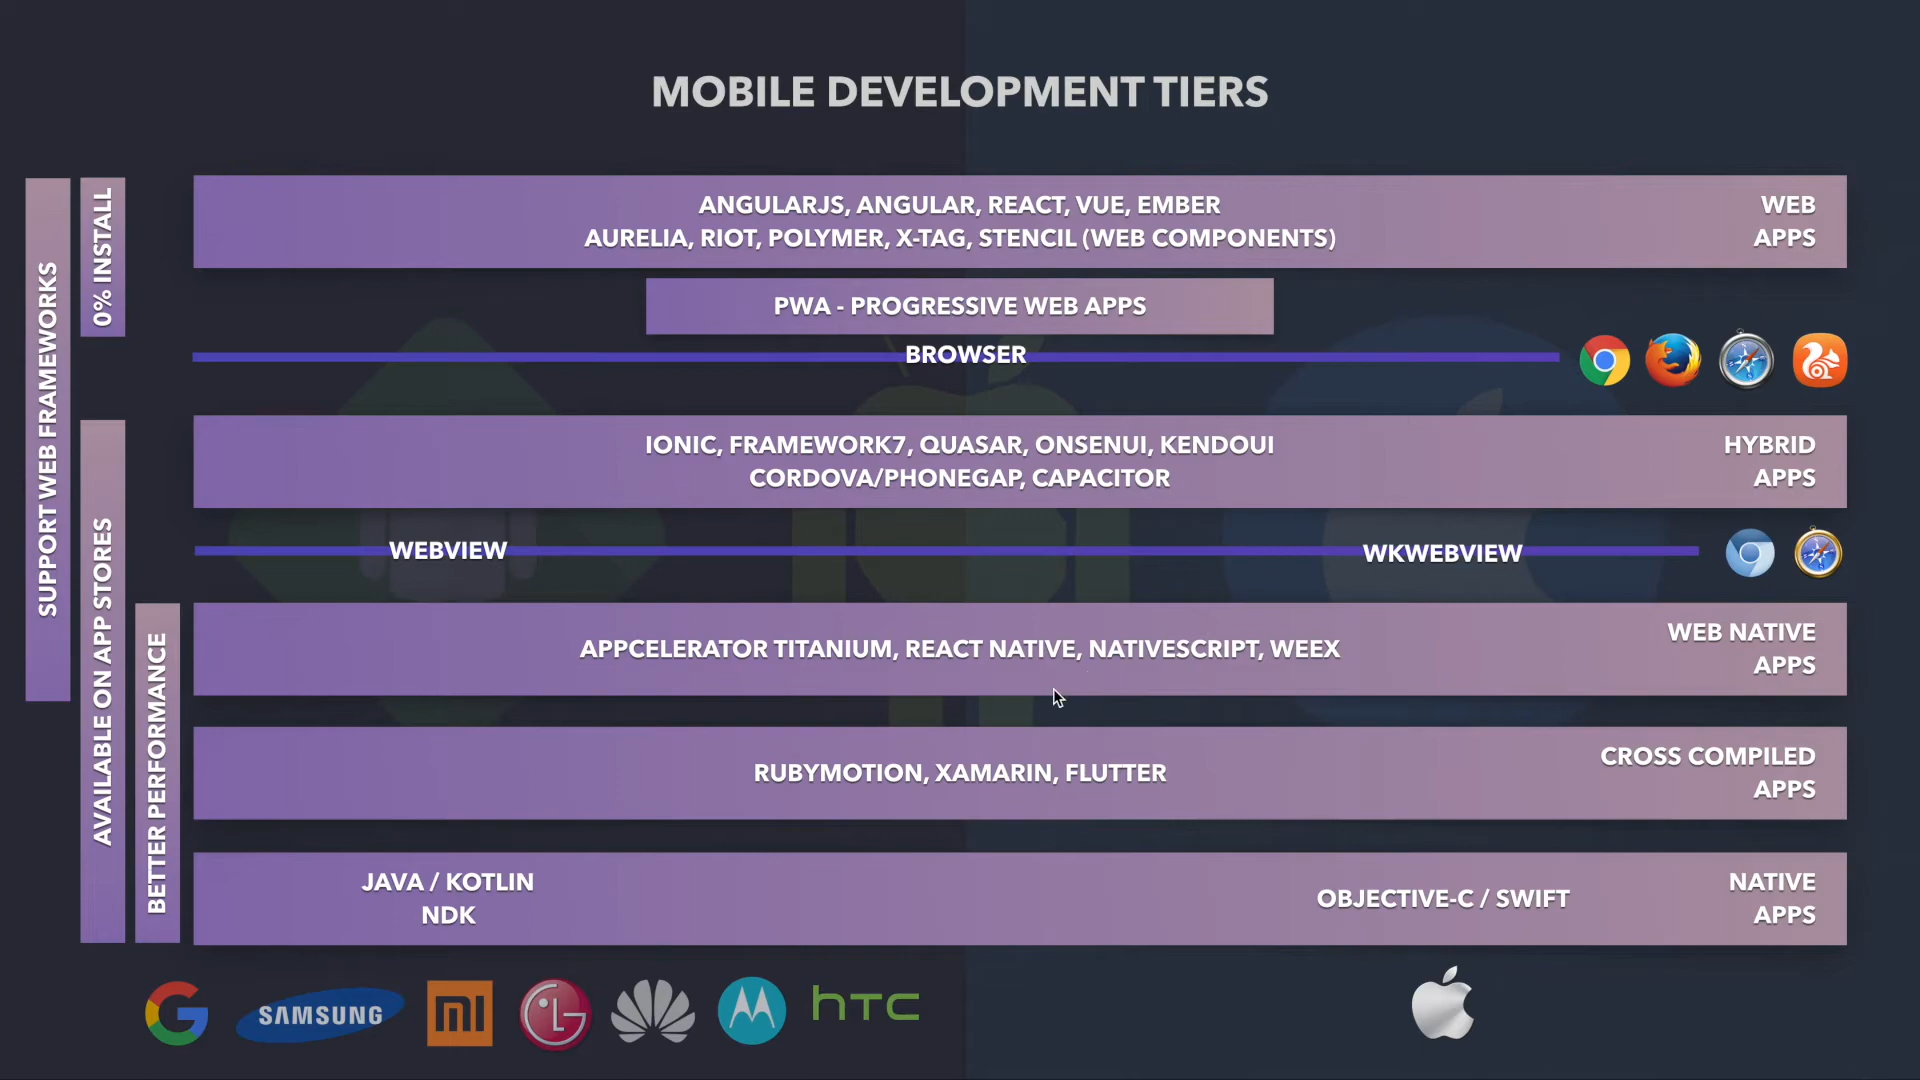 MOBILE DEVELOPMENT TIERS
SUPPORT WEB FRAMEWORKS
0% INSTALL
AVAILABLE ON APP STORES
BETTER PERFORMANCE
ANGULARJS, ANGULAR, REACT, VUE, EMBER
AURELIA, RIOT, POLYMER, X-TAG, STENCIL (WEB COMPONENTS)
WEB
APPS
PWA - PROGRESSIVE WEB APPS
BROWSER
IONIC, FRAMEWORK7, QUASAR, ONSENUI, KENDOUI
CORDOVA/PHONEGAP, CAPACITOR
HYBRID
APPS
WEBVIEW
WKWEBVIEW
APPCELERATOR TITANIUM, REACT NATIVE, NATIVESCRIPT, WEEX
WEB NATIVE
APPS
RUBYMOTION, XAMARIN, FLUTTER
CROSS COMPILED
APPS
JAVA / KOTLIN
NDK
OBJECTIVE-C / SWIFT
NATIVE
APPS
G
SAMSUNG
MI
LG
M
hTC